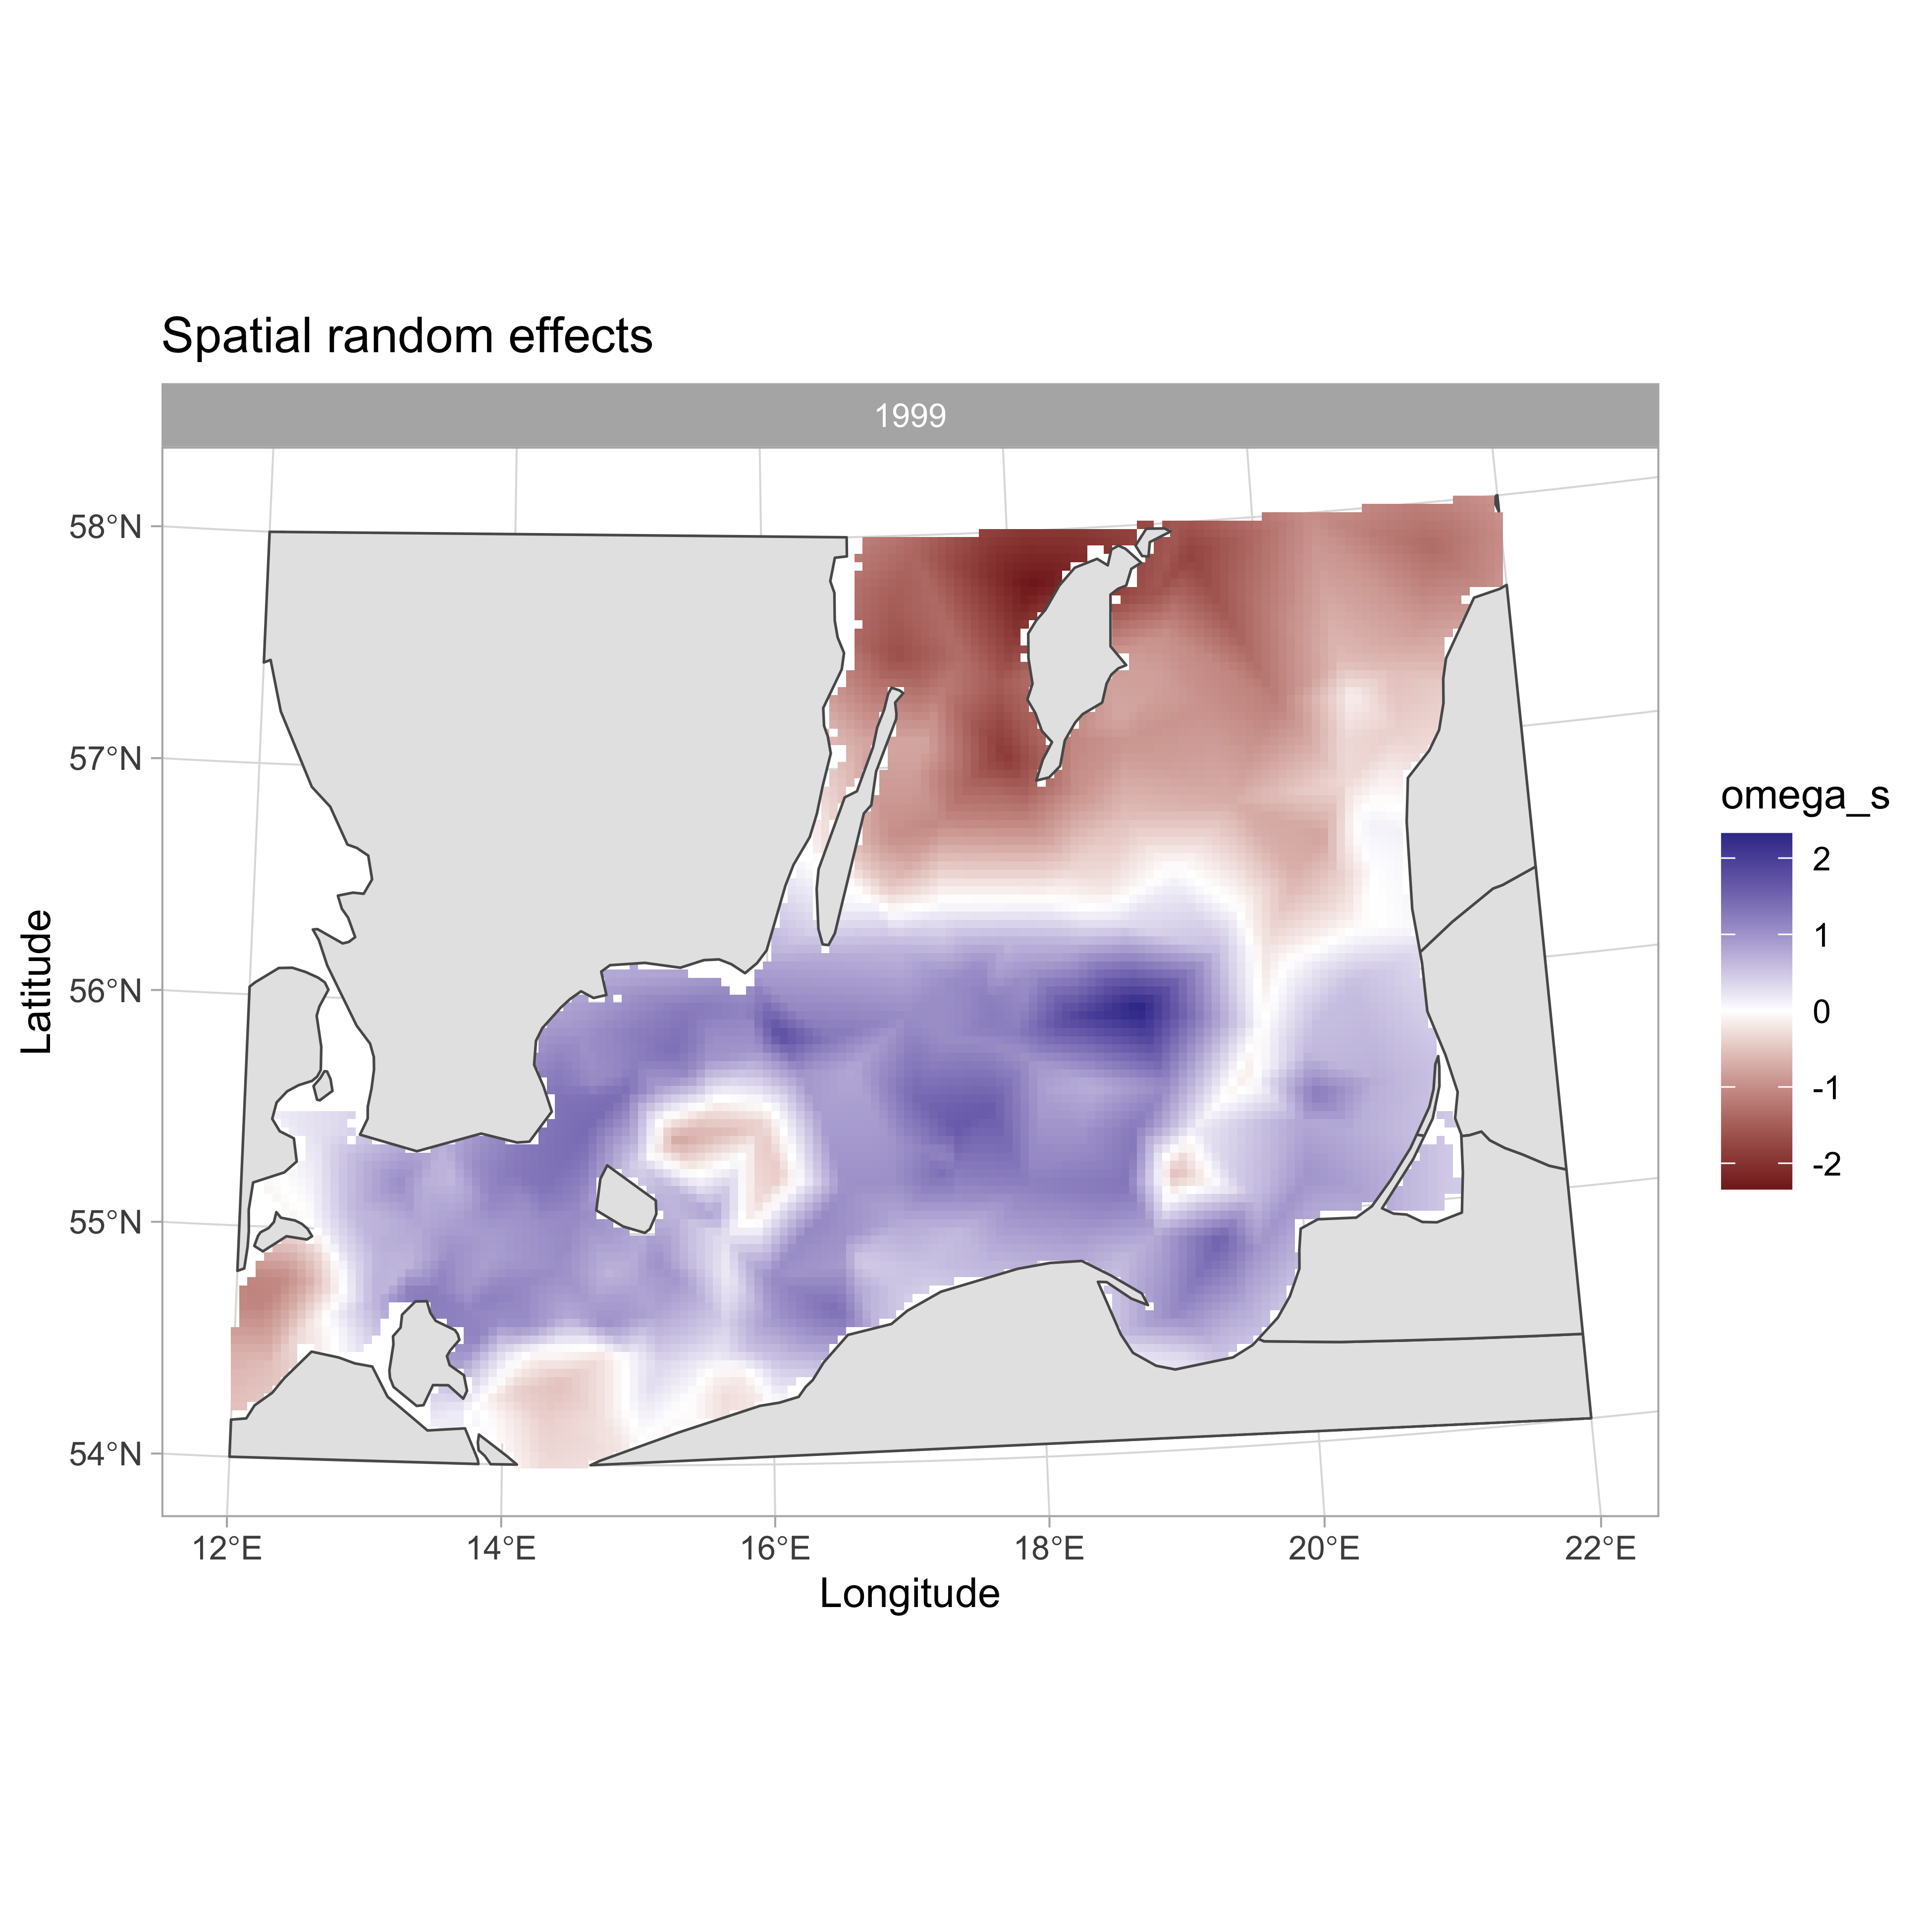 Spatial random effects
1999
58°N
57°N
56°N
55°N
54°N
Latitude
12°E 14°E 16°E 18°E 20°E 22°E
Longitude
omega_s
2
1
0
-1
-2